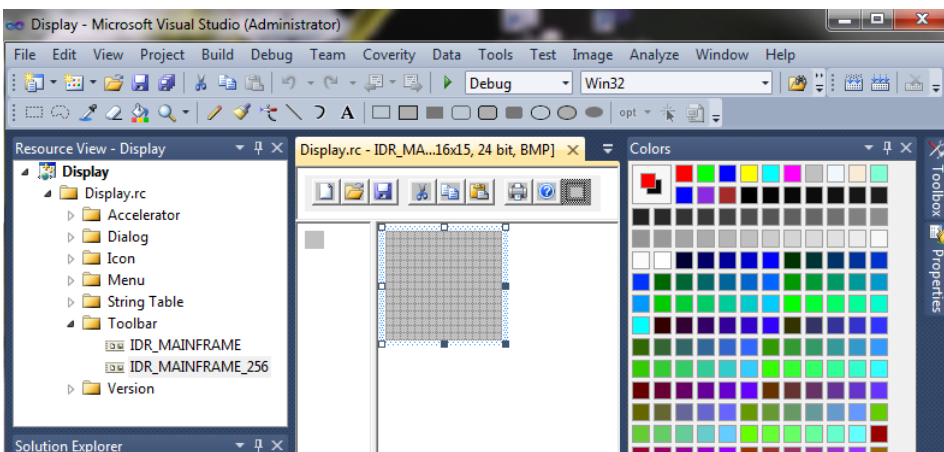 Display - Microsoft Visual Studio (Administrator)
File Edit View Project Build Debug Team Coverity Data Tools Test Image Analyze Window Help
Debug Win32
A opt
Resource View - Display
Display.rc - IDR_MA...16x15, 24 bit, BMP]
Colors
Toolbox
Properties
Display
Display.rc
Accelerator
Dialog
Icon
Menu
String Table
Toolbar
IDR_MAINFRAME
IDR_MAINFRAME_256
Version
Solution Explorer